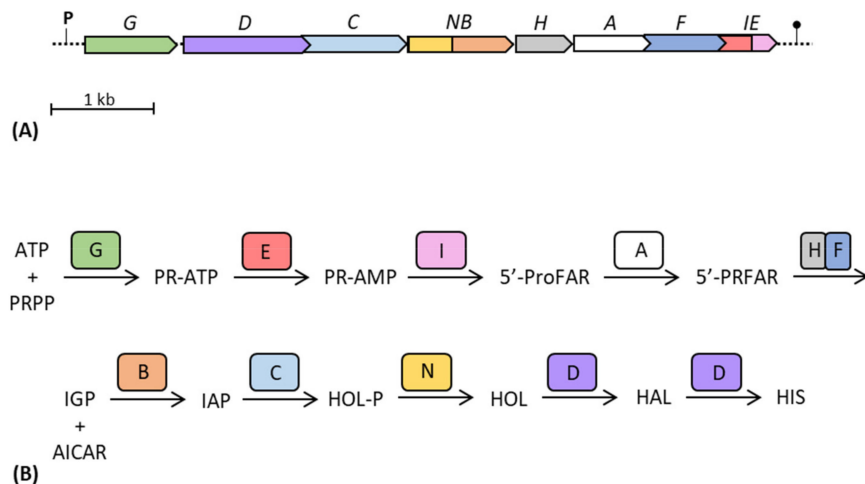 P G D C NB H A F IE
1 kb
(A)
G E I A H F
ATP + PRPP PR-ATP PR-AMP 5′-ProFAR 5′-PRFAR
B C N D D
IGP + AICAR IAP HOL-P HOL HAL HIS
(B)